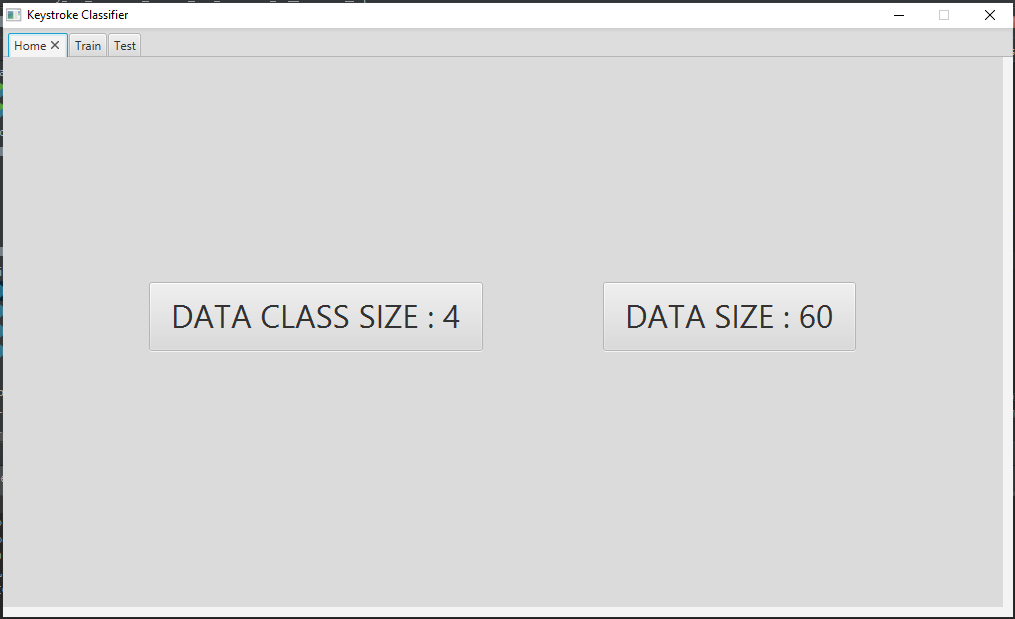 Keystroke Classifier
Home Train Test
DATA CLASS SIZE : 4 DATA SIZE : 60